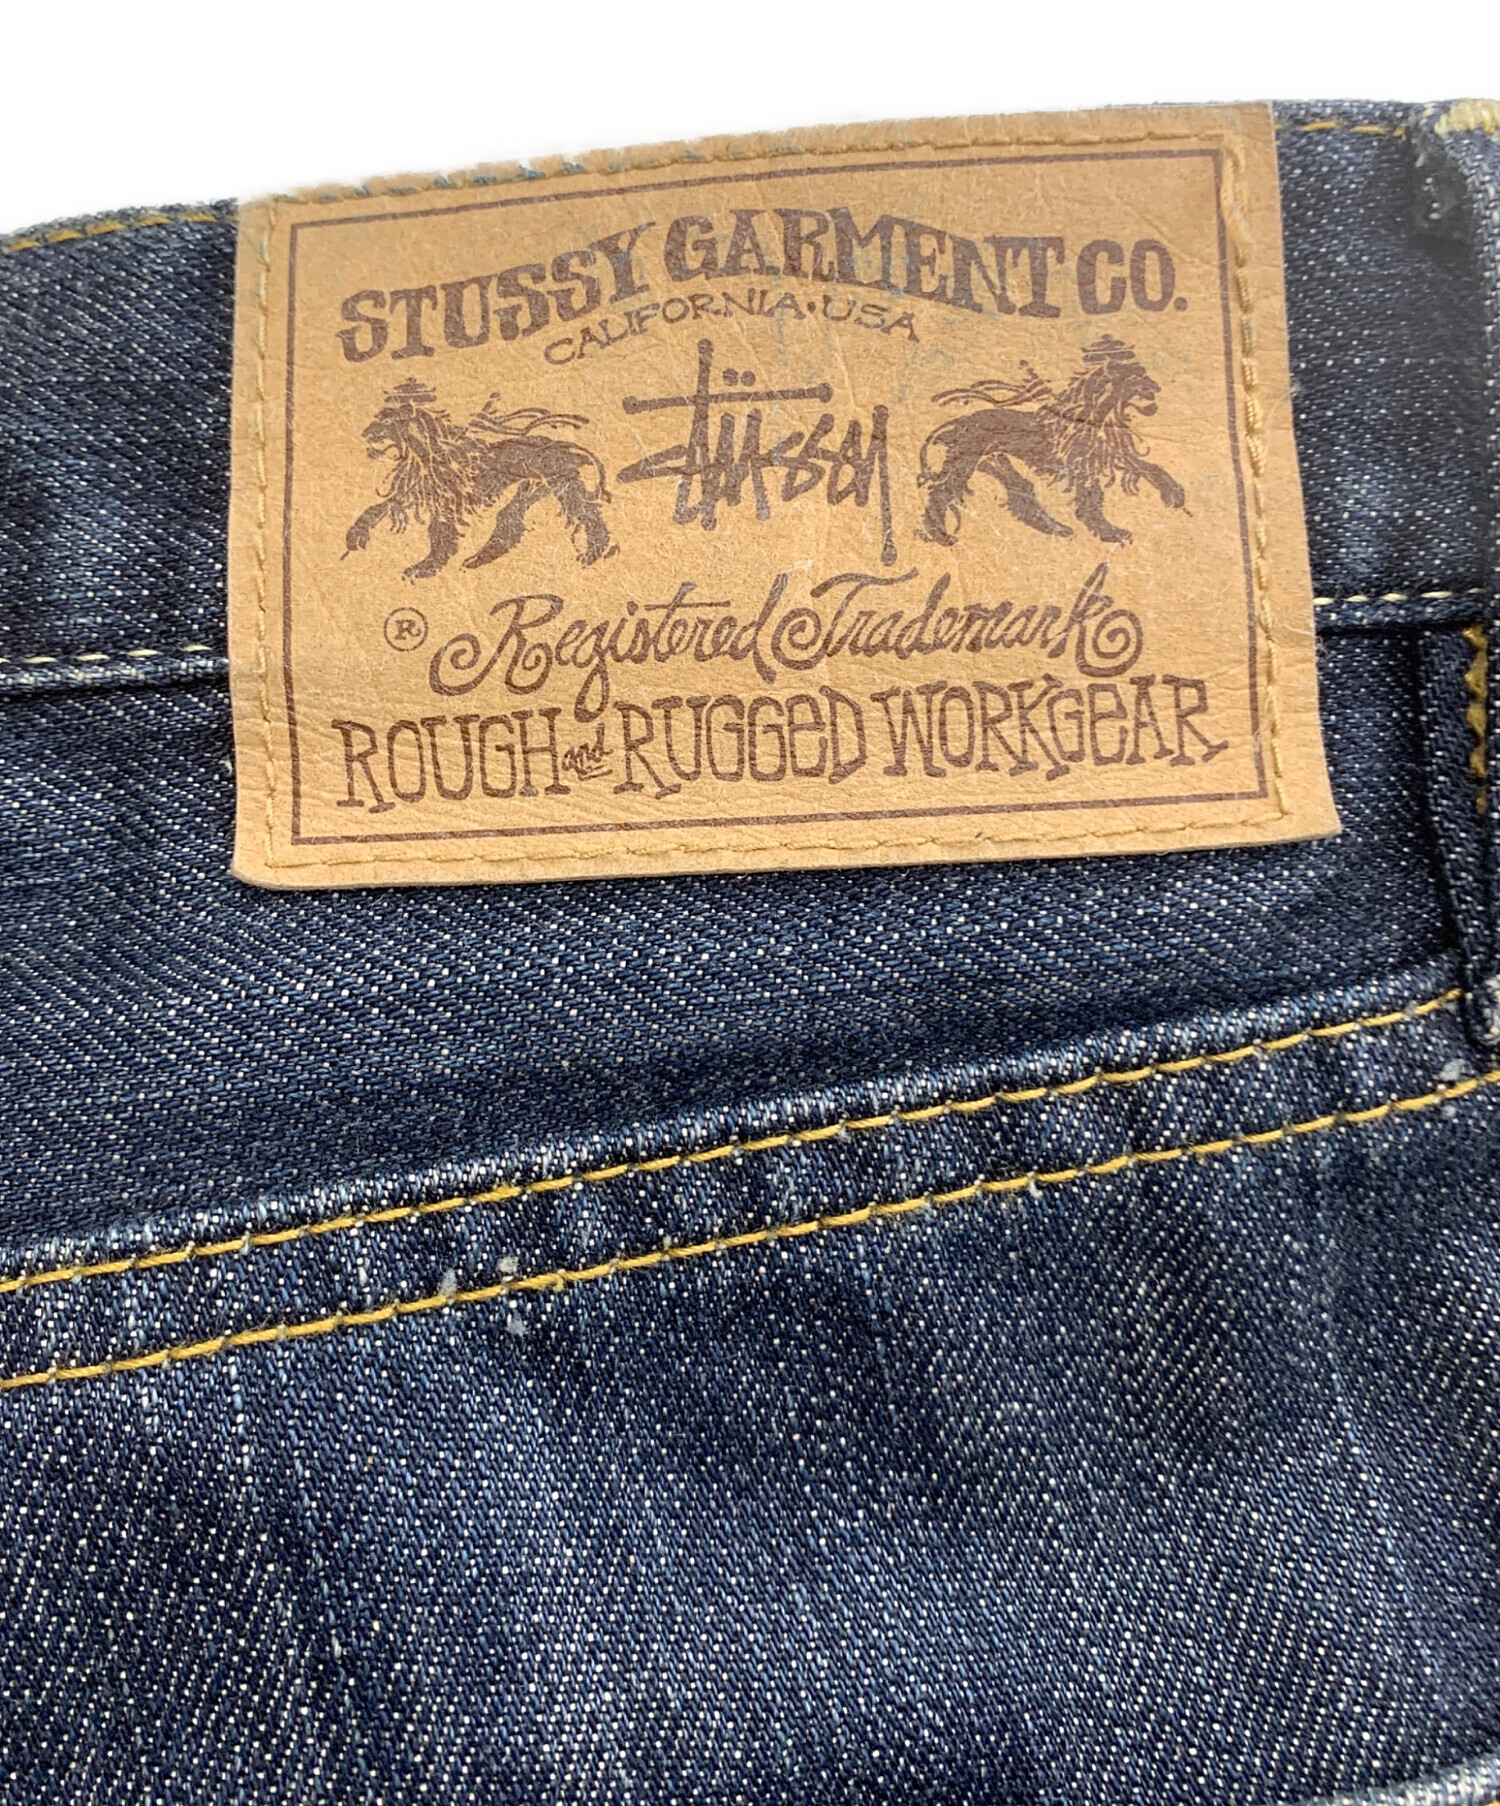 STUSSY GARMENT CO.
CALIFORNIA•USA
Stüssy
® Registered Trademark
ROUGH and RUGGED WORKGEAR